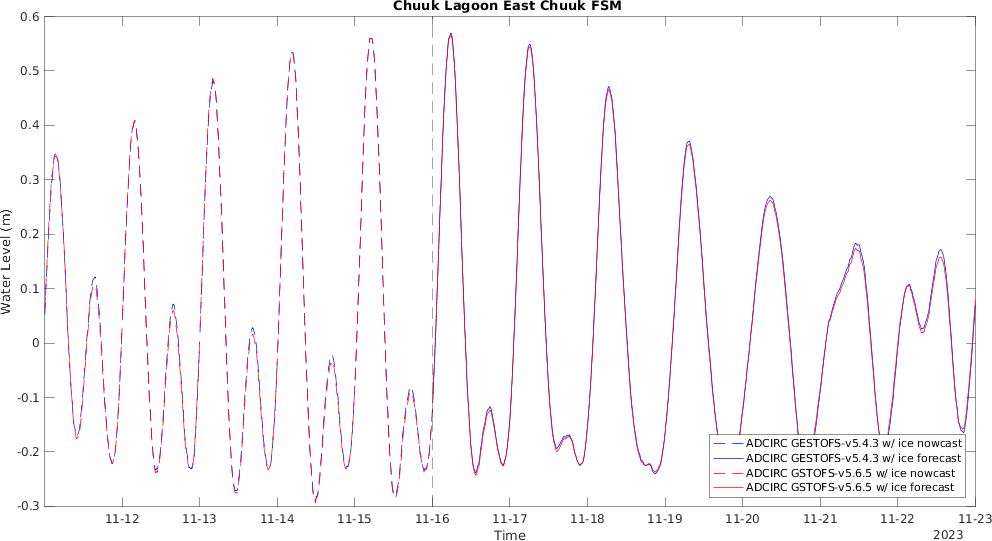 Chuuk Lagoon East Chuuk FSM
0.6
0.5
0.4
0.3
0.2
0.1
0
-0.1
-0.2
-0.3
Water Level (m)
ADCIRC GESTOFS-v5.4.3 w/ ice nowcast
ADCIRC GESTOFS-v5.4.3 w/ ice forecast
ADCIRC GSTOFS-v5.6.5 w/ ice nowcast
ADCIRC GSTOFS-v5.6.5 w/ ice forecast
11-12 11-13 11-14 11-15 11-16 11-17 11-18 11-19 11-20 11-21 11-22 11-23
Time
2023